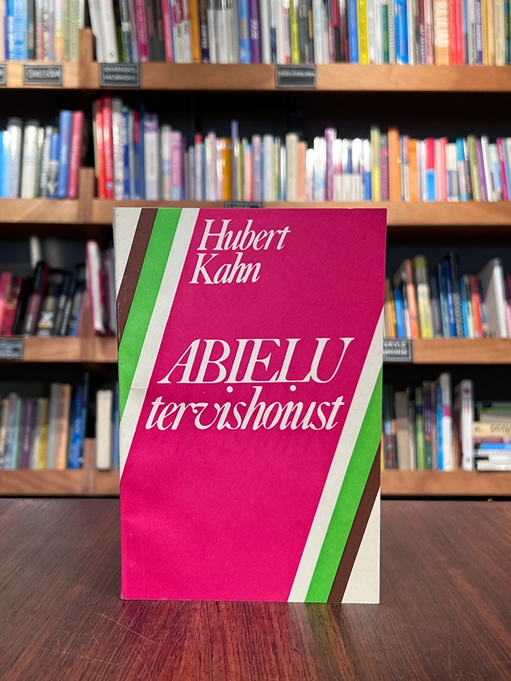 Hubert
Kahn
ABIELU
tervishoiust